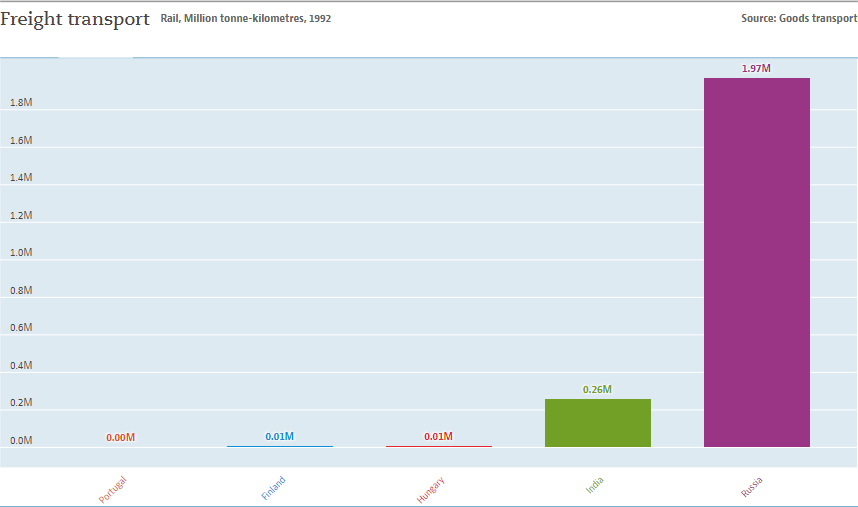 Freight transport Rail, Million tonne-kilometres, 1992 Source: Goods transport
1.97M
1.8M
1.6M
1.4M
1.2M
1.0M
0.8M
0.6M
0.4M
0.26M
0.2M
0.00M 0.01M 0.01M
0.0M
Portugal Finland Hungary India Russia